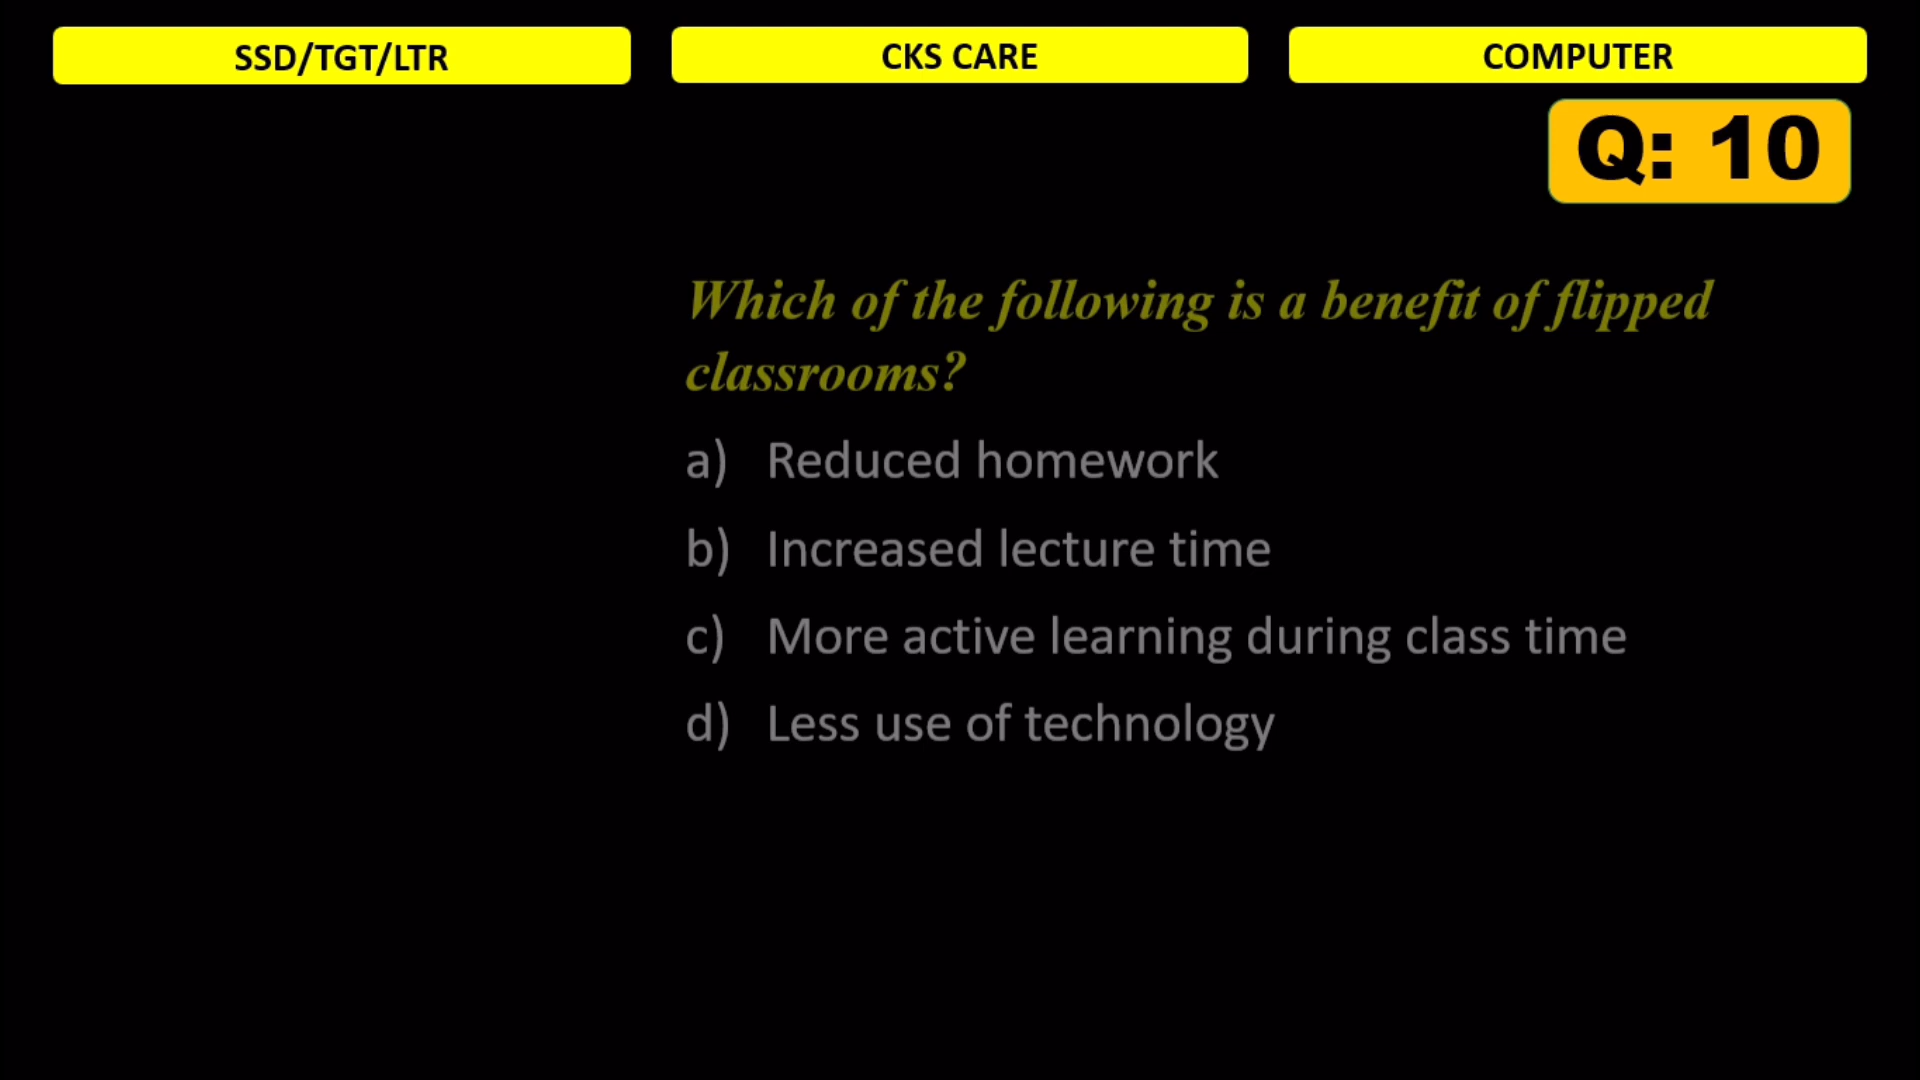 SSD/TGT/LTR
CKS CARE
COMPUTER
Q: 10
Which of the following is a benefit of flipped
classrooms?
a) Reduced homework
b) Increased lecture time
c) More active learning during class time
d) Less use of technology